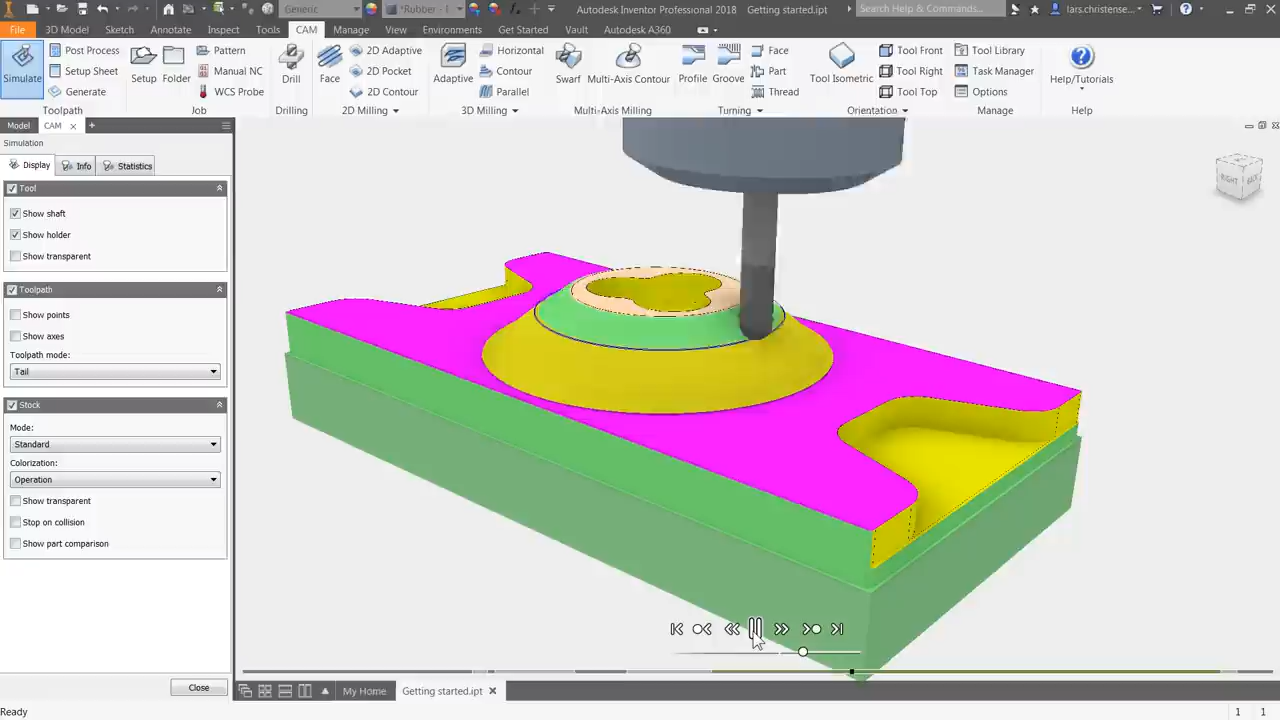 Generic
*Rubber -
Autodesk Inventor Professional 2018 Getting started.ipt
Search Help & Commands...
lars.christense...
File 3D Model Sketch Annotate Inspect Tools CAM Manage View Environments Get Started Vault Autodesk A360
Simulate
Post Process
Setup Sheet
Generate
Toolpath
Setup
Folder
Pattern
Manual NC
WCS Probe
Job
Drill
Drilling
Face
2D Adaptive
2D Pocket
2D Contour
2D Milling
Adaptive
Horizontal
Contour
Parallel
3D Milling
Swarf
Multi-Axis Contour
Multi-Axis Milling
Profile
Groove
Face
Part
Thread
Turning
Tool Isometric
Tool Front
Tool Right
Tool Top
Orientation
Tool Library
Task Manager
Options
Manage
Help/Tutorials
Help
Model CAM
Simulation
Display Info Statistics
Tool
Show shaft
Show holder
Show transparent
Toolpath
Show points
Show axes
Toolpath mode:
Tail
Stock
Mode:
Standard
Colorization:
Operation
Show transparent
Stop on collision
Show part comparison
Close
RIGHT BACK
My Home Getting started.ipt
Ready 1 1